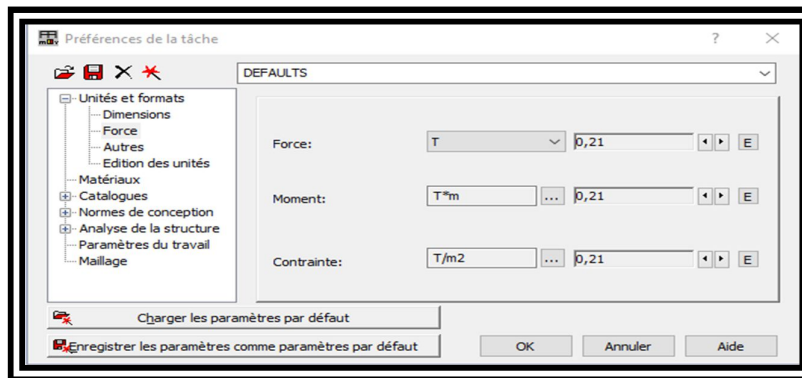 Préférences de la tâche ?
DEFAULTS
Unités et formats
Dimensions
Force
Autres
Edition des unités
Matériaux
Catalogues
Normes de conception
Analyse de la structure
Paramètres du travail
Maillage
Force: T 0,21 E
Moment: T*m ... 0,21 E
Contrainte: T/m2 ... 0,21 E
Charger les paramètres par défaut
Enregistrer les paramètres comme paramètres par défaut
OK Annuler Aide